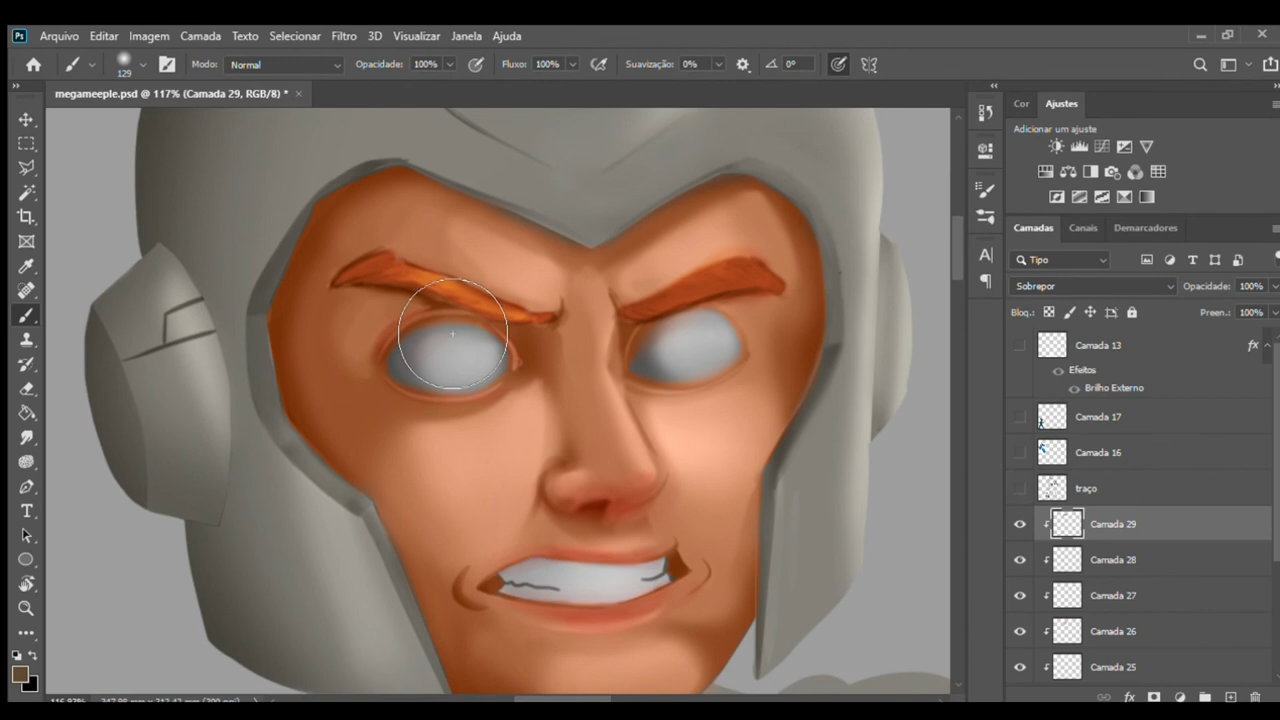 Ps Arquivo Editar Imagem Camada Texto Selecionar Filtro 3D Visualizar Janela Ajuda
129 Modo: Normal Opacidade: 100% Fluxo: 100% Suavização: 0% 0°
megameeple.psd @ 117% (Camada 29, RGB/8) *
Cor Ajustes
Adicionar um ajuste
Camadas Canais Demarcadores
Tipo
Sobrepor Opacidade: 100%
Bloq.: Preen.: 100%
Camada 13 fx
Efeitos
Brilho Externo
Camada 17
Camada 16
traço
Camada 29
Camada 28
Camada 27
Camada 26
Camada 25